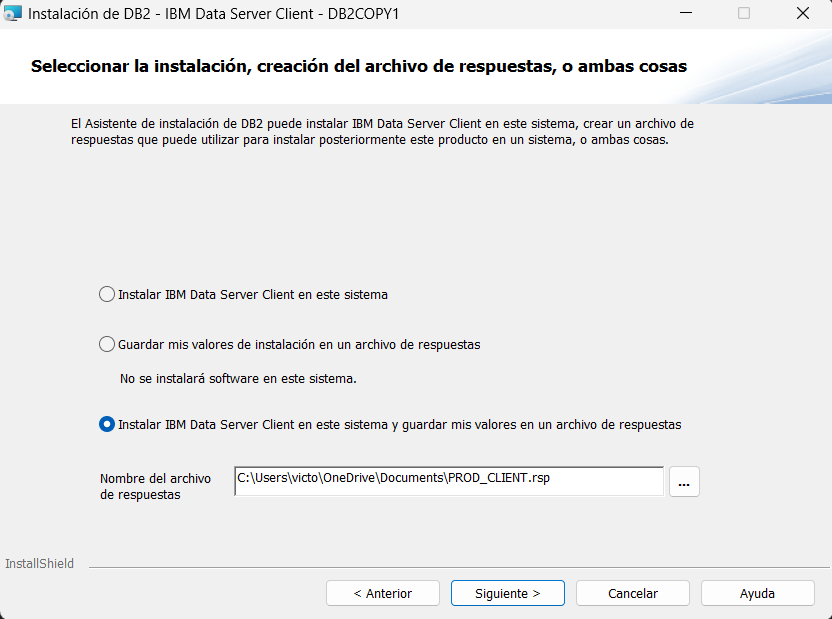 Instalación de DB2 - IBM Data Server Client - DB2COPY1
Seleccionar la instalación, creación del archivo de respuestas, o ambas cosas
El Asistente de instalación de DB2 puede instalar IBM Data Server Client en este sistema, crear un archivo de
respuestas que puede utilizar para instalar posteriormente este producto en un sistema, o ambas cosas.
Instalar IBM Data Server Client en este sistema
Guardar mis valores de instalación en un archivo de respuestas
No se instalará software en este sistema.
Instalar IBM Data Server Client en este sistema y guardar mis valores en un archivo de respuestas
Nombre del archivo
de respuestas
C:\Users\victo\OneDrive\Documents\PROD_CLIENT.rsp
...
InstallShield
< Anterior
Siguiente >
Cancelar
Ayuda